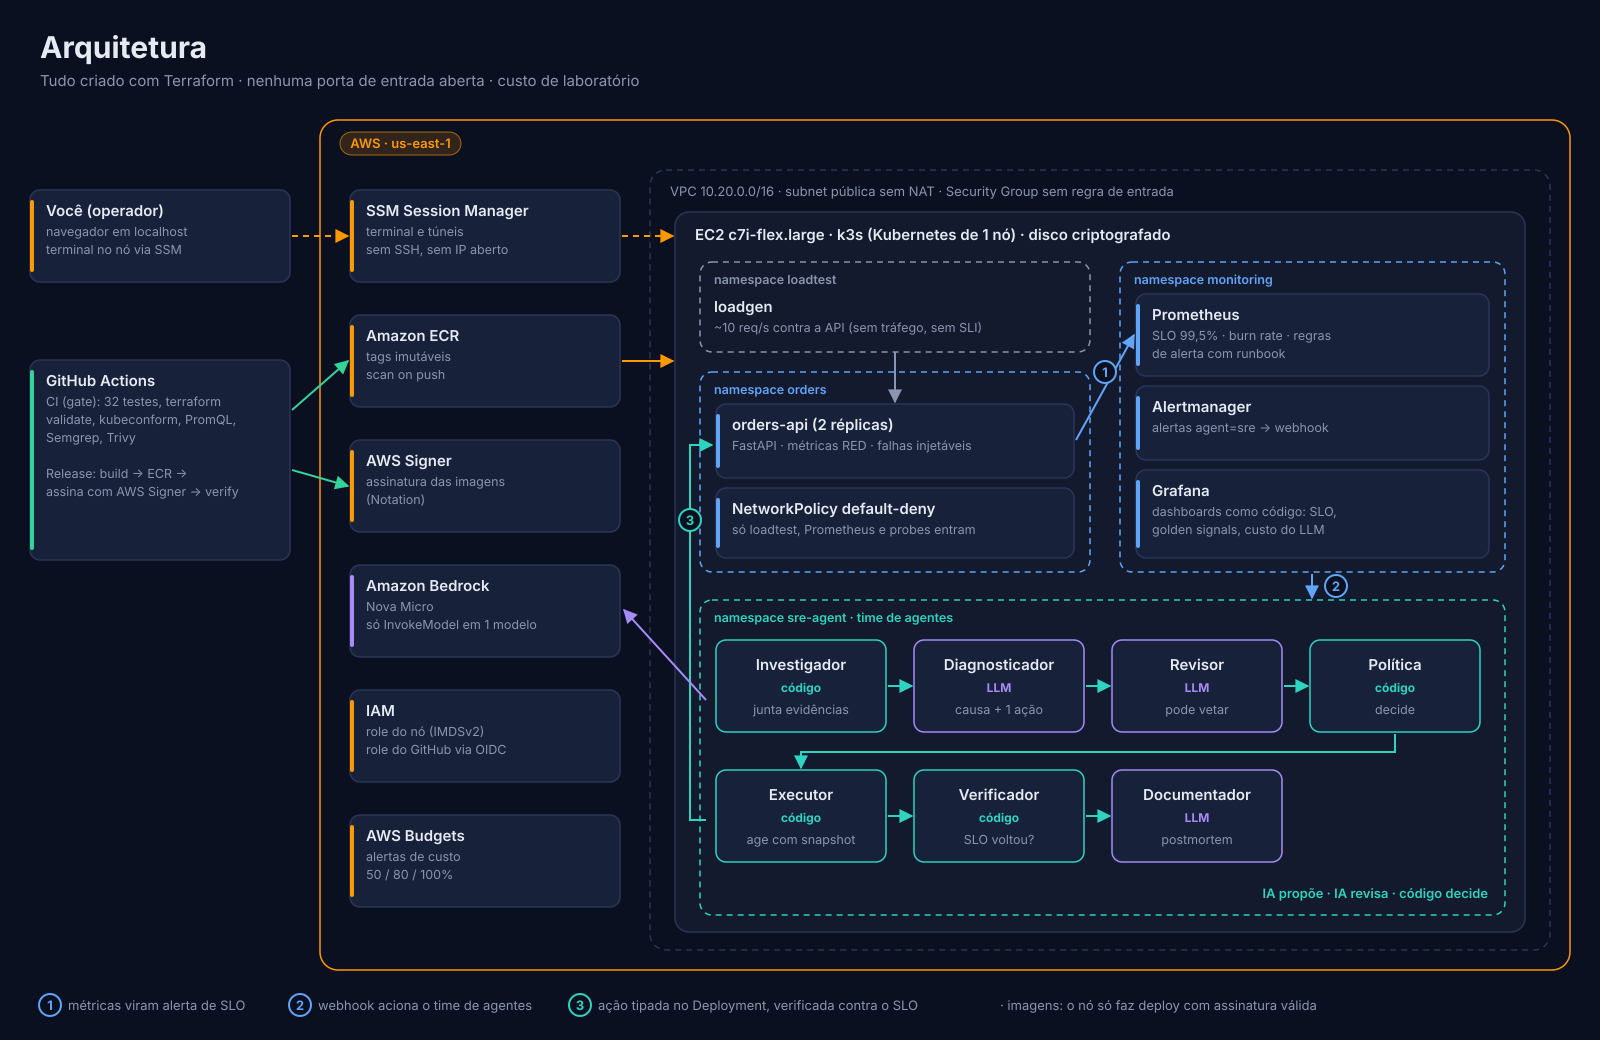 Arquitetura
Tudo criado com Terraform · nenhuma porta de entrada aberta · custo de laboratório
AWS · us-east-1
Você (operador)
navegador em localhost
terminal no nó via SSM
GitHub Actions
CI (gate): 32 testes, terraform
validate, kubeconform, PromQL,
Semgrep, Trivy
Release: build → ECR →
assina com AWS Signer → verify
SSM Session Manager
terminal e túneis
sem SSH, sem IP aberto
Amazon ECR
tags imutáveis
scan on push
AWS Signer
assinatura das imagens
(Notation)
Amazon Bedrock
Nova Micro
só InvokeModel em 1 modelo
IAM
role do nó (IMDSv2)
role do GitHub via OIDC
AWS Budgets
alertas de custo
50 / 80 / 100%
VPC 10.20.0.0/16 · subnet pública sem NAT · Security Group sem regra de entrada
EC2 c7i-flex.large · k3s (Kubernetes de 1 nó) · disco criptografado
namespace loadtest
loadgen
~10 req/s contra a API (sem tráfego, sem SLI)
namespace orders
orders-api (2 réplicas)
FastAPI · métricas RED · falhas injetáveis
NetworkPolicy default-deny
só loadtest, Prometheus e probes entram
1
3
namespace monitoring
Prometheus
SLO 99,5% · burn rate · regras
de alerta com runbook
Alertmanager
alertas agent=sre → webhook
Grafana
dashboards como código: SLO,
golden signals, custo do LLM
2
namespace sre-agent · time de agentes
Investigador
código
junta evidências
Diagnosticador
LLM
causa + 1 ação
Revisor
LLM
pode vetar
Política
código
decide
Executor
código
age com snapshot
Verificador
código
SLO voltou?
Documentador
LLM
postmortem
IA propõe · IA revisa · código decide
1 métricas viram alerta de SLO
2 webhook aciona o time de agentes
3 ação tipada no Deployment, verificada contra o SLO
· imagens: o nó só faz deploy com assinatura válida